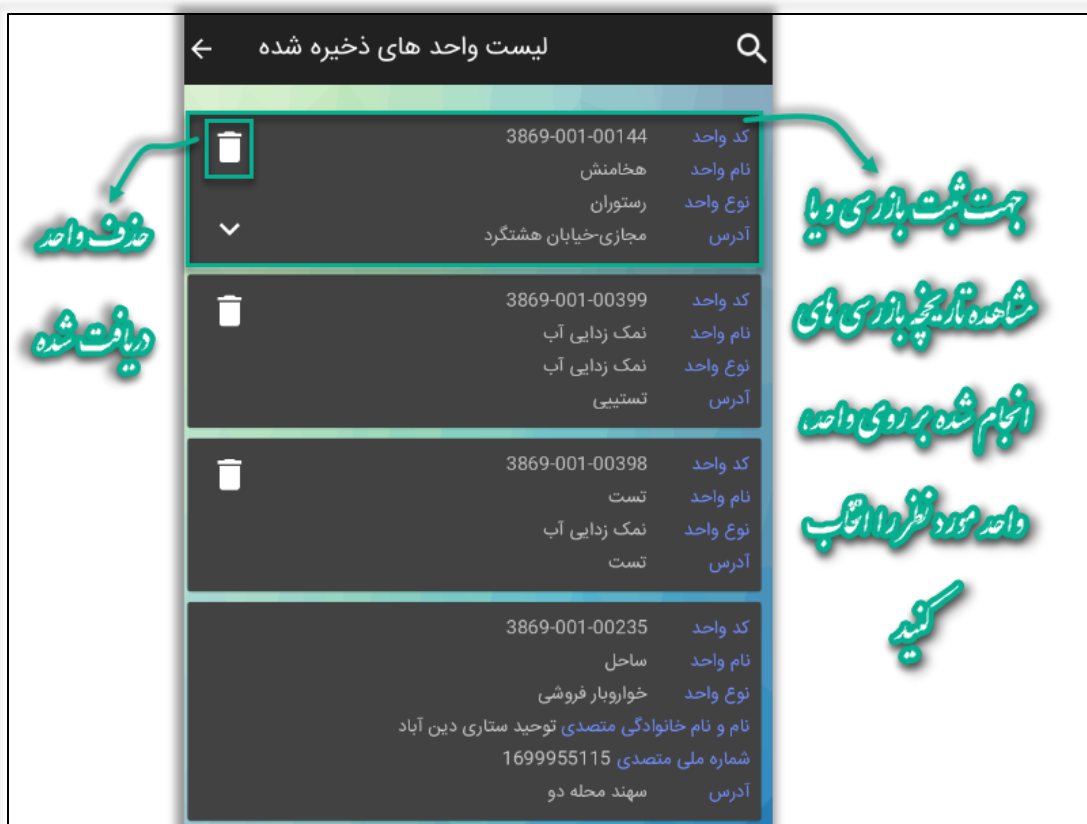 لیست واحد های ذخیره شده
کد واحد 3869-001-00144
نام واحد هخامنش
نوع واحد رستوران
آدرس مجازی-خیابان هشتگرد
کد واحد 3869-001-00399
نام واحد نمک زدایی آب
نوع واحد نمک زدایی آب
آدرس تستییی
کد واحد 3869-001-00398
نام واحد تست
نوع واحد نمک زدایی آب
آدرس تست
کد واحد 3869-001-00235
نام واحد ساحل
نوع واحد خواروبار فروشی
نام و نام خانوادگی متصدی توحید ستاری دین آباد
شماره ملی متصدی 1699955115
آدرس سهند محله دو
جهت ثبت بازرسی و یا
مشاهده تاریخچه بازرسی های
انجام شده بر روی واحد،
واحد مورد نظر را انتخاب
کنید
حذف واحد
دریافت شده